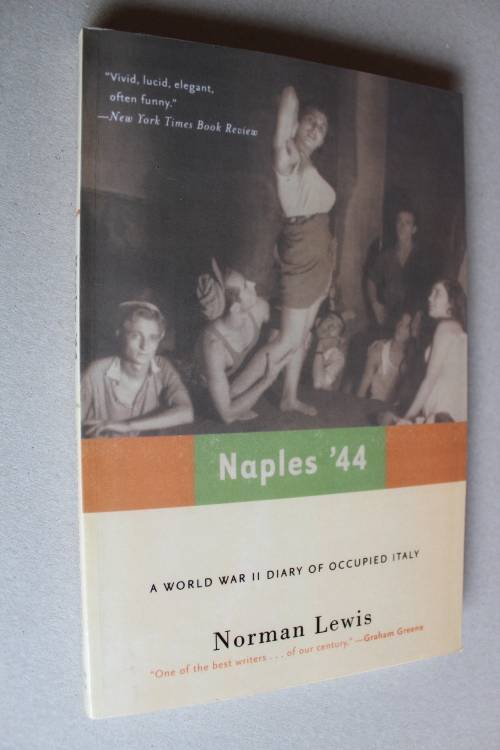 “Vivid, lucid, elegant,
often funny.”
—New York Times Book Review
Naples ’44
A WORLD WAR II DIARY OF OCCUPIED ITALY
Norman Lewis
“One of the best writers . . . of our century.” —Graham Greene